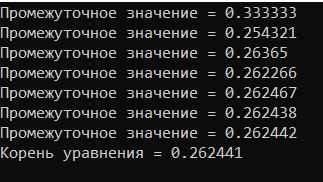 Промежуточное значение = 0.333333
Промежуточное значение = 0.254321
Промежуточное значение = 0.26365
Промежуточное значение = 0.262266
Промежуточное значение = 0.262467
Промежуточное значение = 0.262438
Промежуточное значение = 0.262442
Корень уравнения = 0.262441